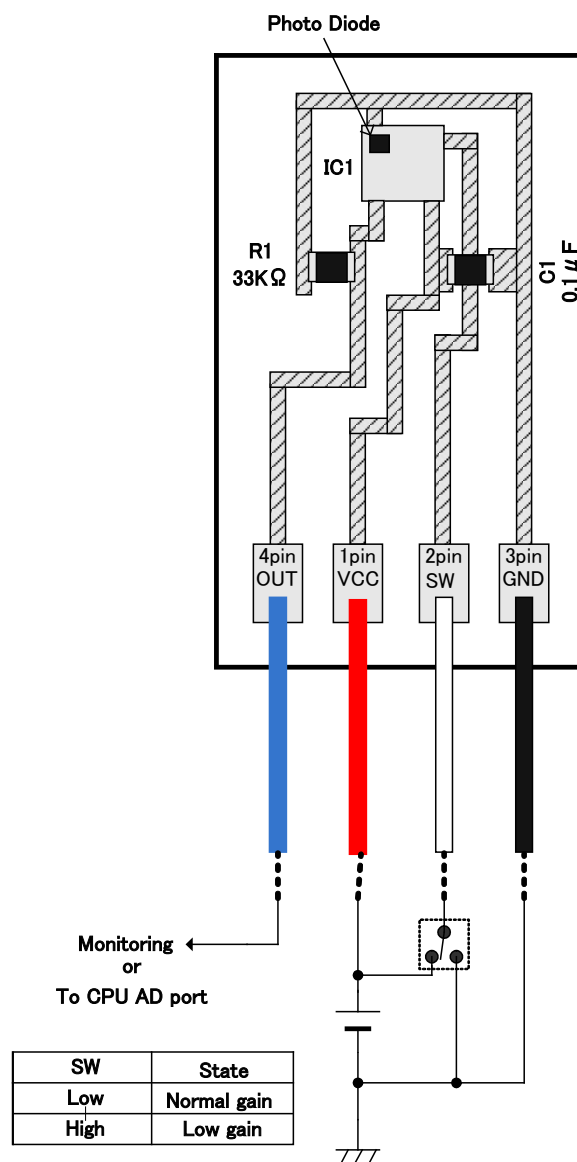 Photo Diode
IC1
R1
33KΩ
C1
0.1μF
4pin
OUT
1pin
VCC
2pin
SW
3pin
GND
Monitoring
or
To CPU AD port
SW State
Low Normal gain
High Low gain